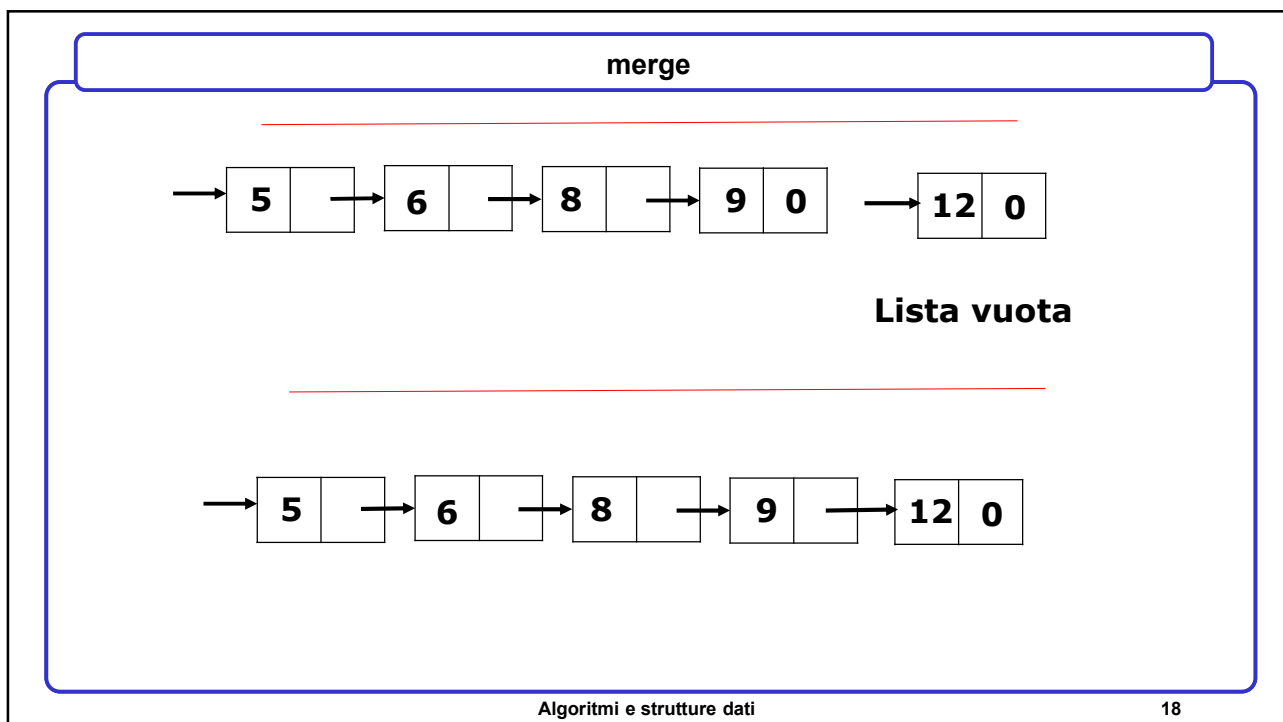 merge
5 6 8 9 0 12 0
Lista vuota
5 6 8 9 12 0
Algoritmi e strutture dati 18